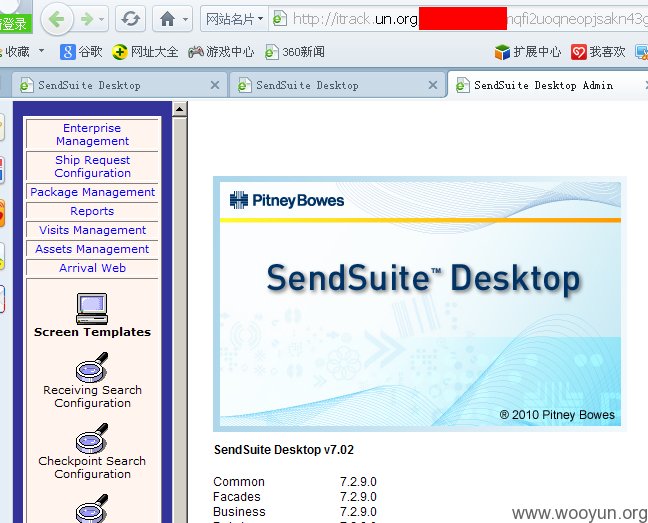 请登录
网站名片
http://itrack.un.org
nqfi2uoqneopjsakn43g
收藏
谷歌
网址大全
游戏中心
360新闻
扩展中心
我喜欢
SendSuite Desktop
SendSuite Desktop
SendSuite Desktop Admin
Enterprise
Management
Ship Request
Configuration
Package Management
Reports
Visits Management
Assets Management
Arrival Web
Screen Templates
Receiving Search
Configuration
Checkpoint Search
Configuration
Pitney Bowes
SendSuite™ Desktop
® 2010 Pitney Bowes
SendSuite Desktop v7.02
Common 7.2.9.0
Facades 7.2.9.0
Business 7.2.9.0
www.wooyun.org